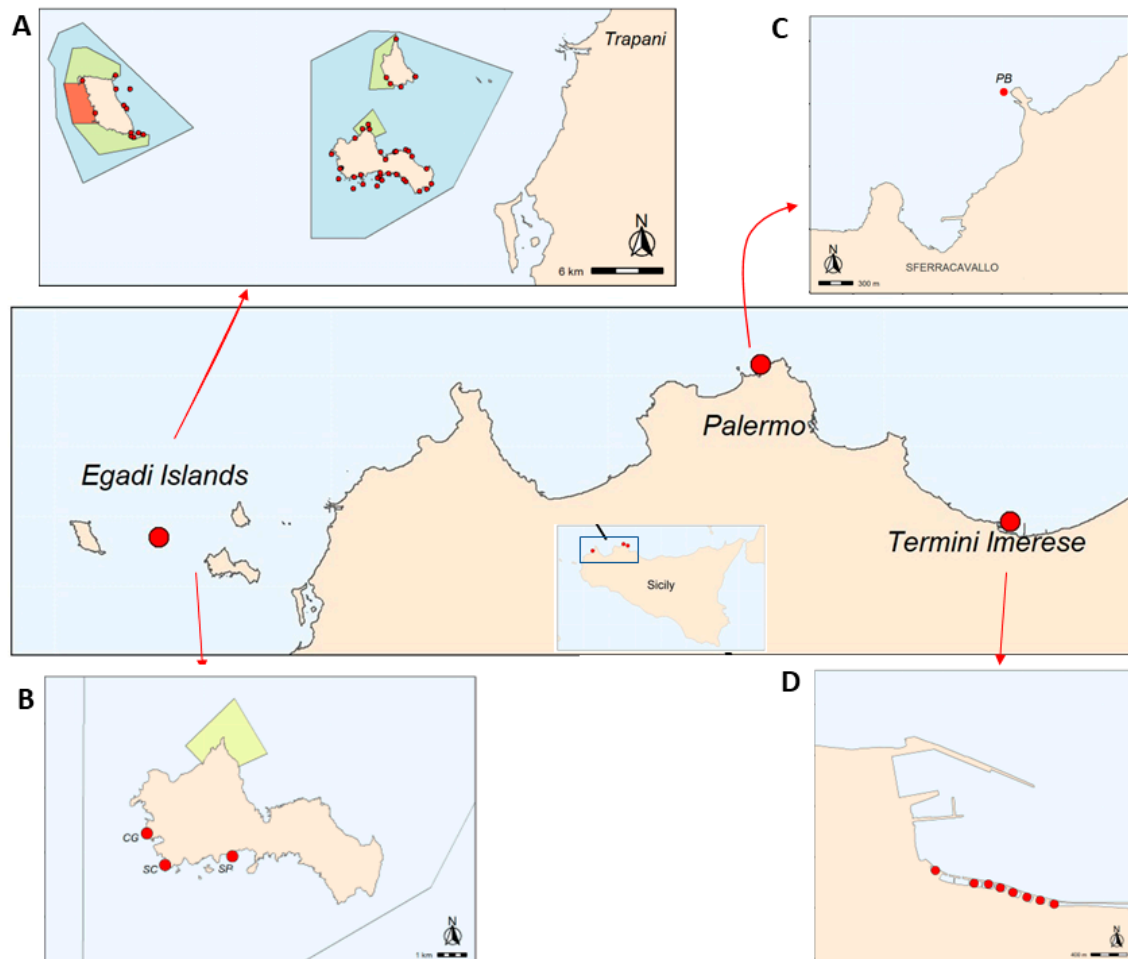 A
Trapani
N
6 km
C
PB
N
300 m
SFERRACAVALLO
Egadi Islands
Palermo
Termini Imerese
Sicily
B
CG
SC
SP
N
1 km
D
N
400 m